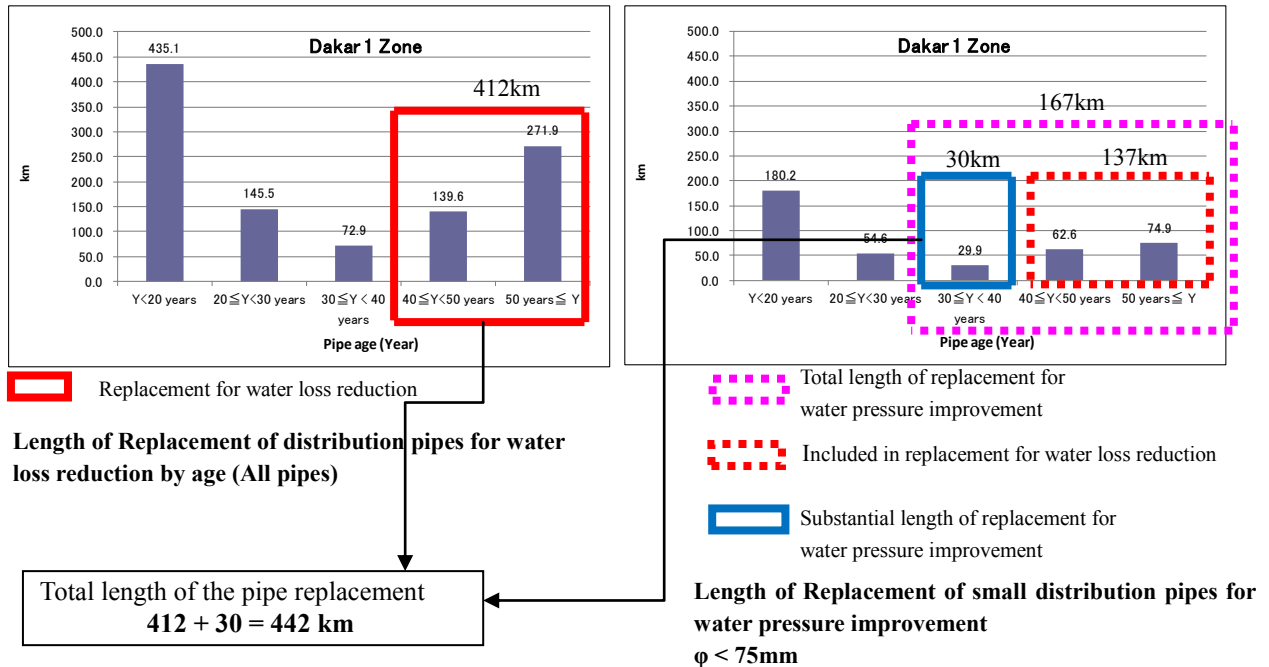 500.0
450.0
400.0
350.0
300.0
250.0
200.0
150.0
100.0
50.0
0.0
km
Dakar 1 Zone
435.1
145.5
72.9
139.6
271.9
412km
Y<20 years
20≦Y<30 years
30≦Y < 40
years
40≦Y<50 years
50 years≦ Y
Pipe age (Year)
Replacement for water loss reduction
Length of Replacement of distribution pipes for water
loss reduction by age (All pipes)
500.0
450.0
400.0
350.0
300.0
250.0
200.0
150.0
100.0
50.0
0.0
km
Dakar 1 Zone
167km
30km
137km
180.2
54.6
29.9
62.6
74.9
Y<20 years
20≦Y<30 years
30≦Y < 40
years
40≦Y<50 years
50 years≦ Y
Pipe age (Year)
Total length of replacement for
water pressure improvement
Included in replacement for water loss reduction
Substantial length of replacement for
water pressure improvement
Length of Replacement of small distribution pipes for
water pressure improvement
φ < 75mm
Total length of the pipe replacement
412 + 30 = 442 km